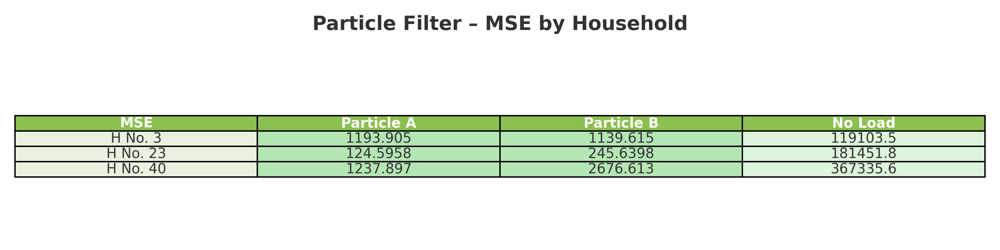 Particle Filter – MSE by Household
MSE Particle A Particle B No Load
H No. 3 1193.905 1139.615 119103.5
H No. 23 124.5958 245.6398 181451.8
H No. 40 1237.897 2676.613 367335.6